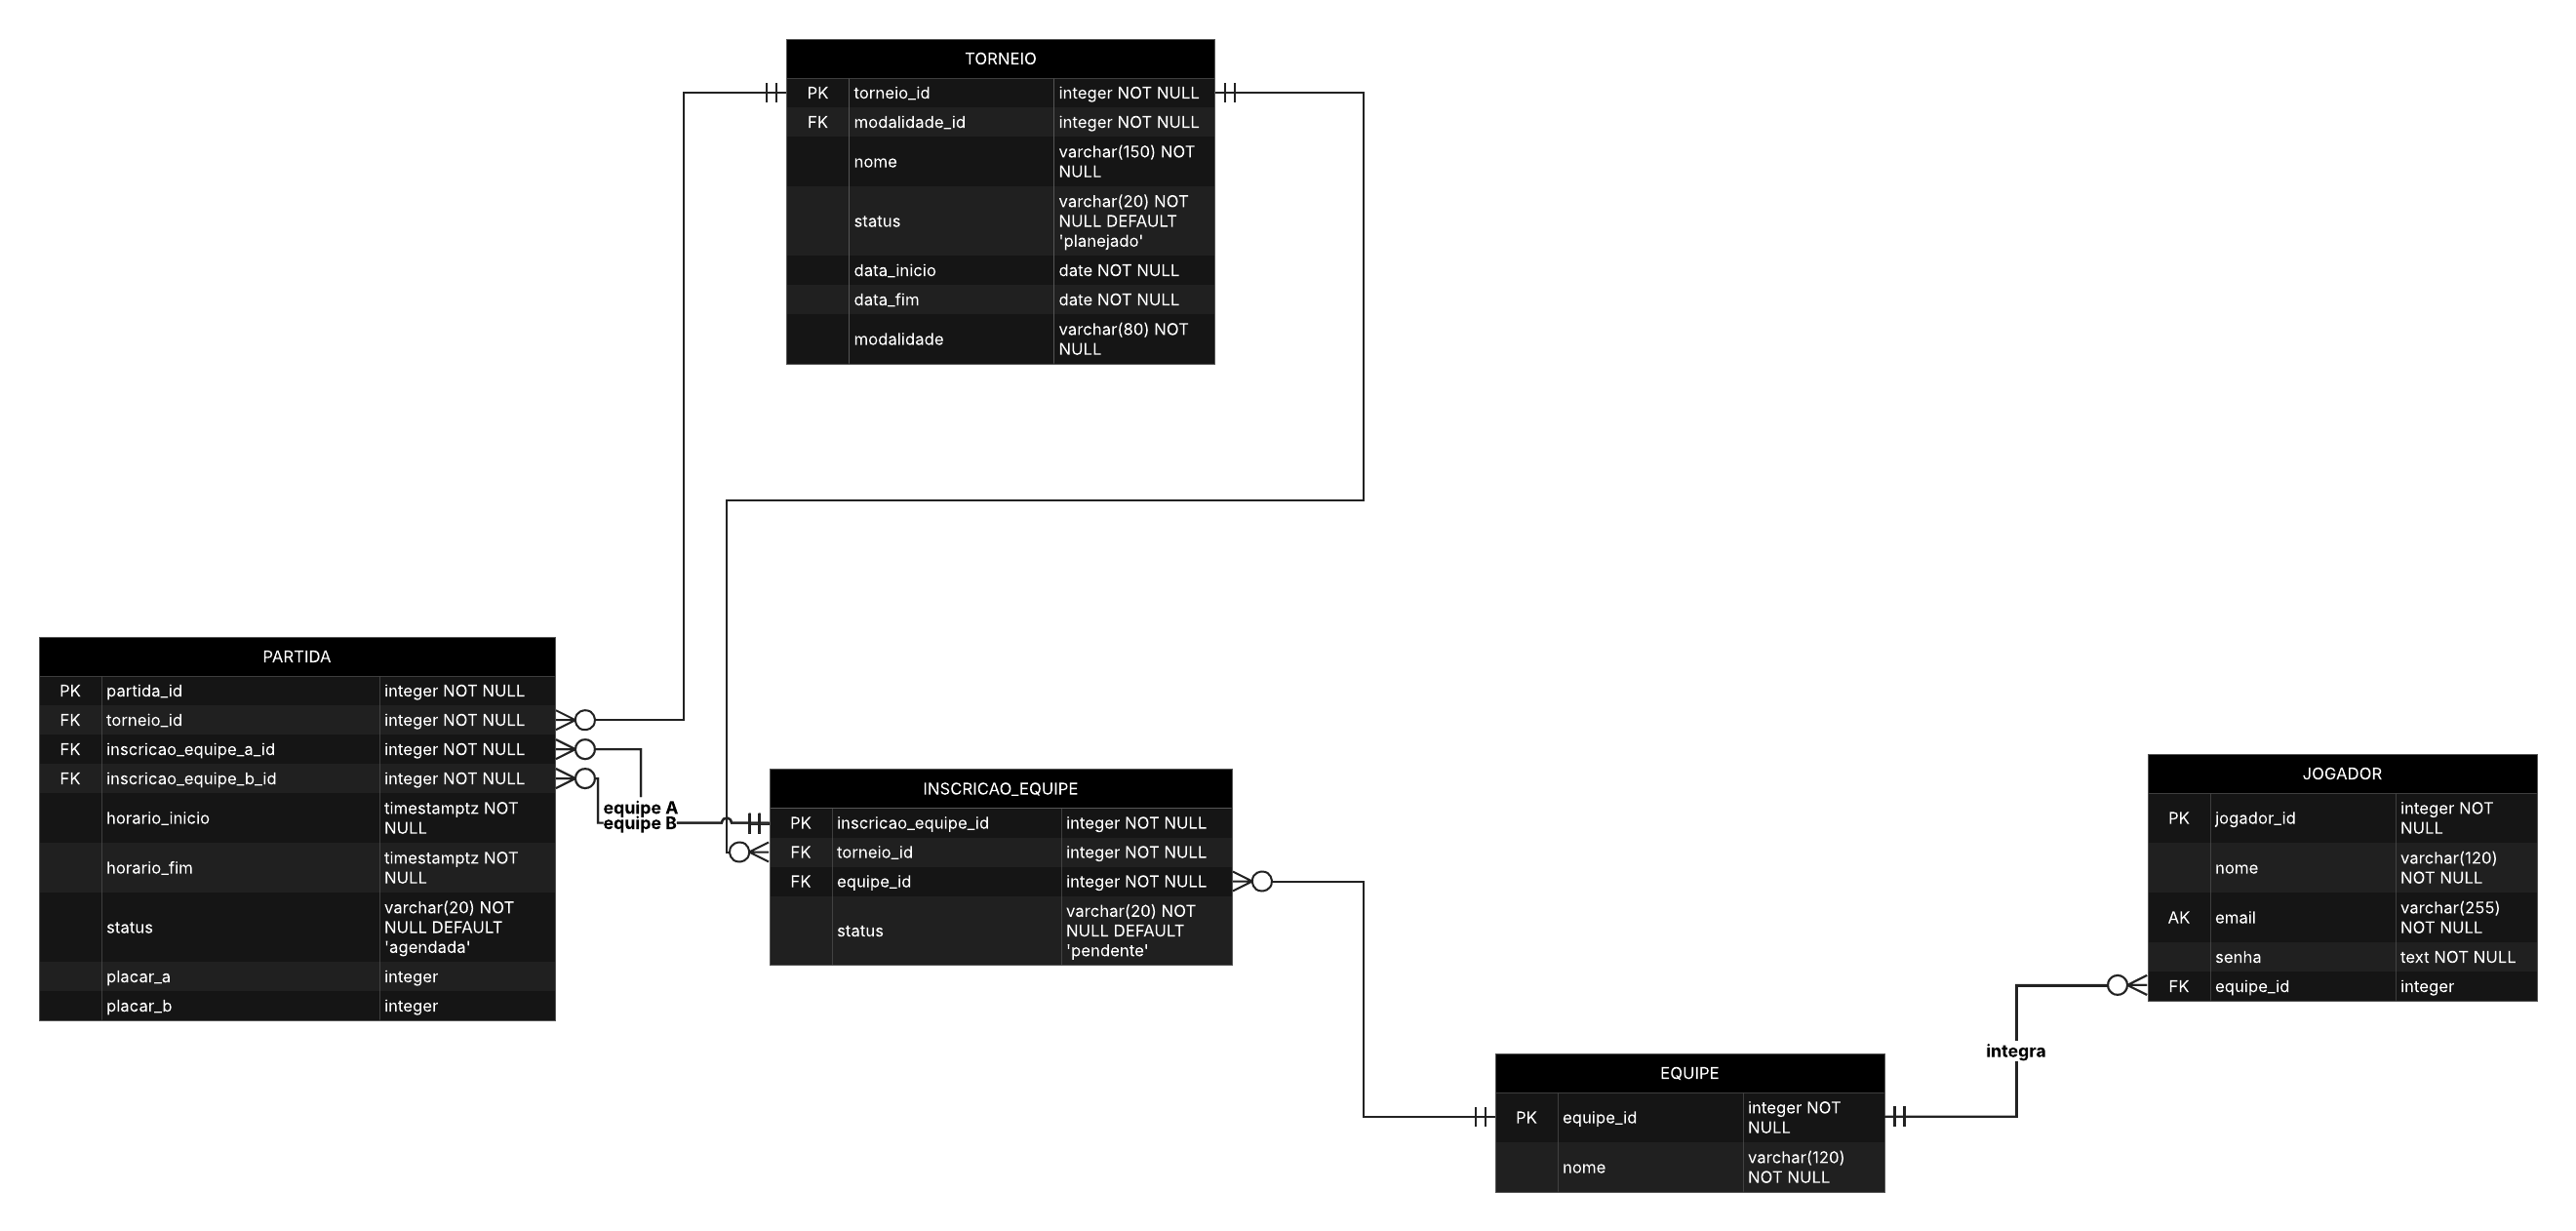 TORNEIO
PK torneio_id integer NOT NULL
FK modalidade_id integer NOT NULL
nome varchar(150) NOT
NULL
status varchar(20) NOT
NULL DEFAULT
'planejado'
data_inicio date NOT NULL
data_fim date NOT NULL
modalidade varchar(80) NOT
NULL
PARTIDA
PK partida_id integer NOT NULL
FK torneio_id integer NOT NULL
FK inscricao_equipe_a_id integer NOT NULL
FK inscricao_equipe_b_id integer NOT NULL
horario_inicio timestamptz NOT
NULL
horario_fim timestamptz NOT
NULL
status varchar(20) NOT
NULL DEFAULT
'agendada'
placar_a integer
placar_b integer
equipe A
equipe B
INSCRICAO_EQUIPE
PK inscricao_equipe_id integer NOT NULL
FK torneio_id integer NOT NULL
FK equipe_id integer NOT NULL
status varchar(20) NOT
NULL DEFAULT
'pendente'
JOGADOR
PK jogador_id integer NOT
NULL
nome varchar(120)
NOT NULL
AK email varchar(255)
NOT NULL
senha text NOT NULL
FK equipe_id integer
integra
EQUIPE
PK equipe_id integer NOT
NULL
nome varchar(120)
NOT NULL